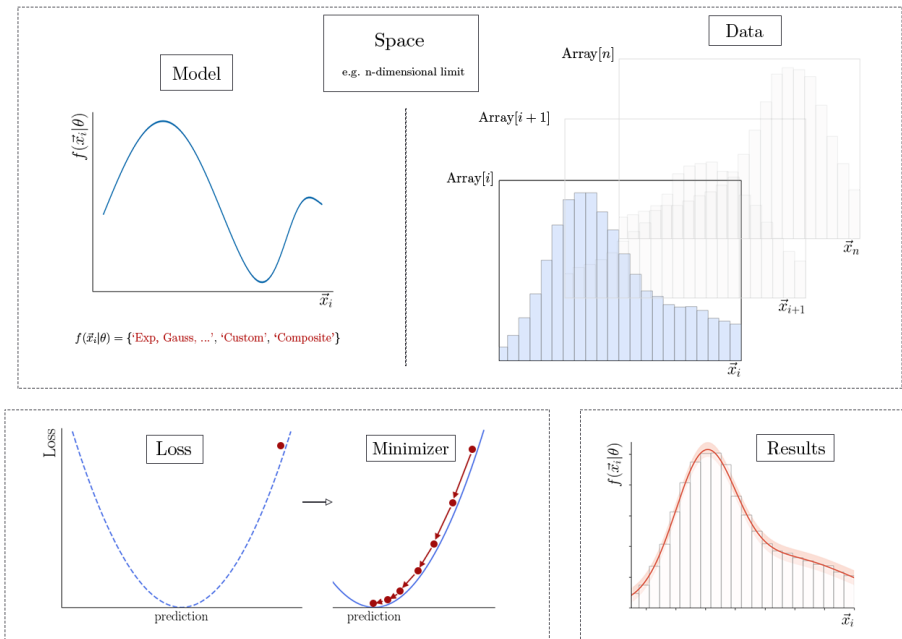 Space
e.g. n-dimensional limit
Model
f(x⃗ᵢ|θ)
x⃗ᵢ
f(x⃗ᵢ|θ) = {‘Exp, Gauss, ...’, ‘Custom’, ‘Composite’}
Data
Array[n]
Array[i + 1]
Array[i]
x⃗ₙ
x⃗ᵢ₊₁
x⃗ᵢ
Loss
Loss
prediction
Minimizer
prediction
Results
f(x⃗ᵢ|θ)
x⃗ᵢ